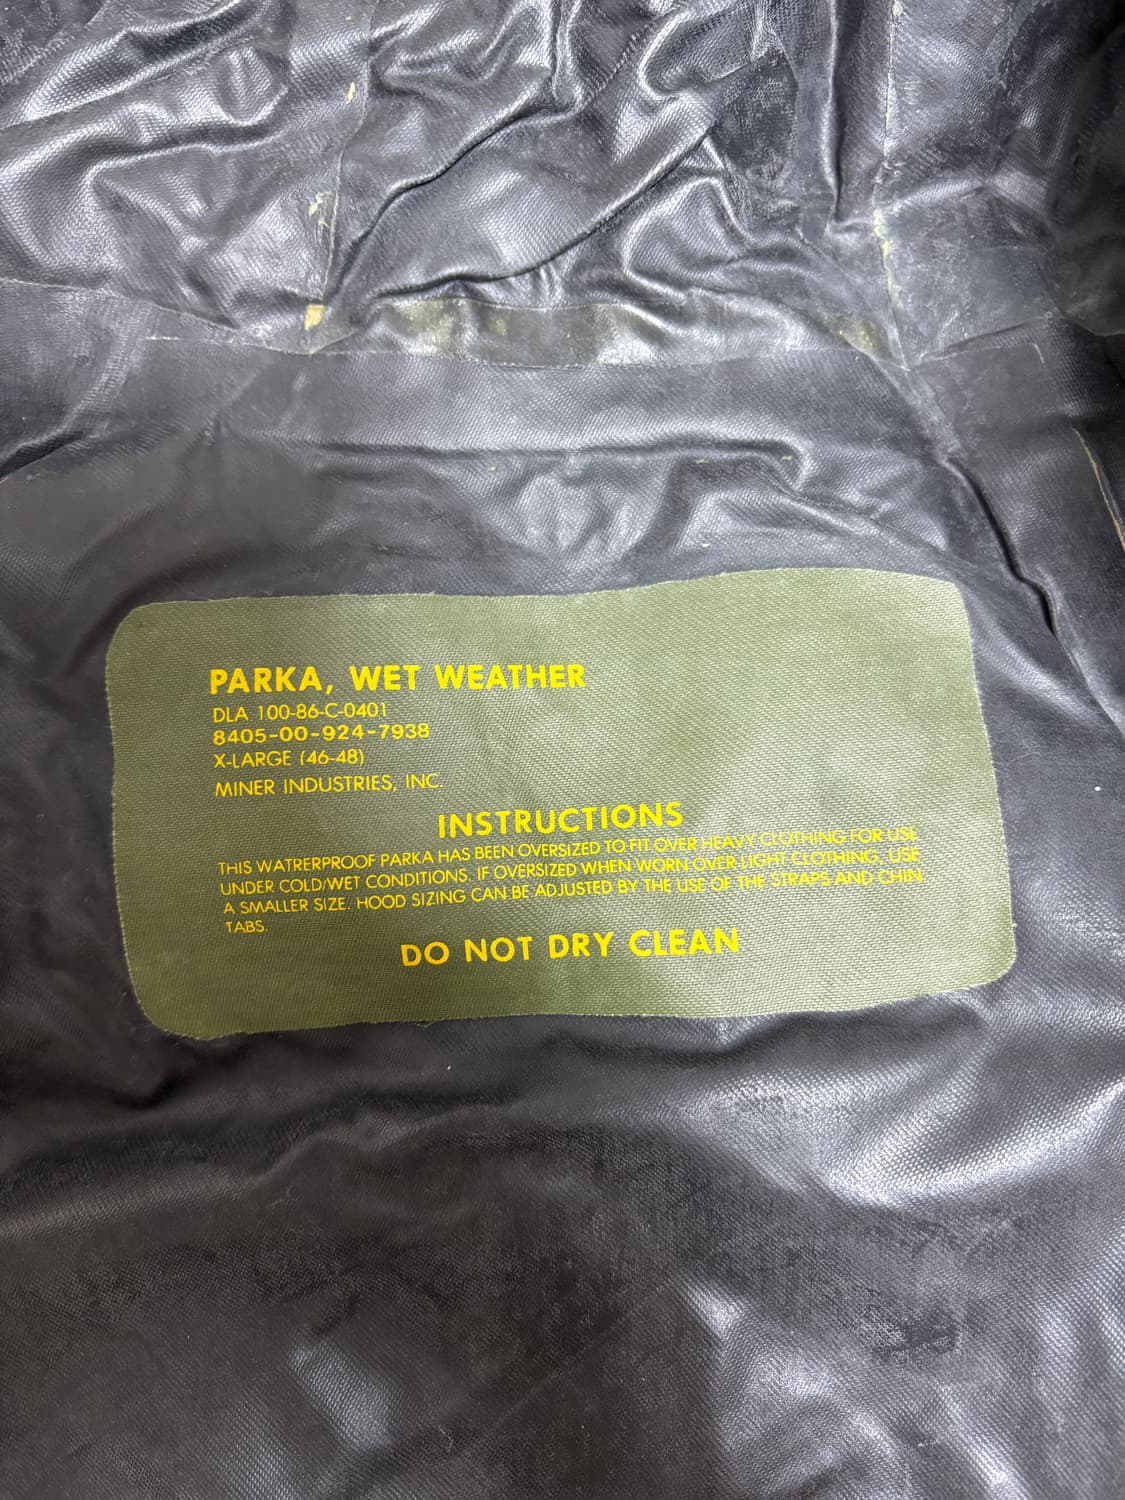 PARKA, WET WEATHER
DLA 100-86-C-0401
8405-00-924-7938
X-LARGE (46-48)
MINER INDUSTRIES, INC.
INSTRUCTIONS
THIS WATRERPROOF PARKA HAS BEEN OVERSIZED TO FIT OVER HEAVY CLOTHING FOR USE
UNDER COLD/WET CONDITIONS. IF OVERSIZED WHEN WORN OVER LIGHT CLOTHING, USE
A SMALLER SIZE. HOOD SIZING CAN BE ADJUSTED BY THE USE OF THE STRAPS AND CHIN
TABS.
DO NOT DRY CLEAN